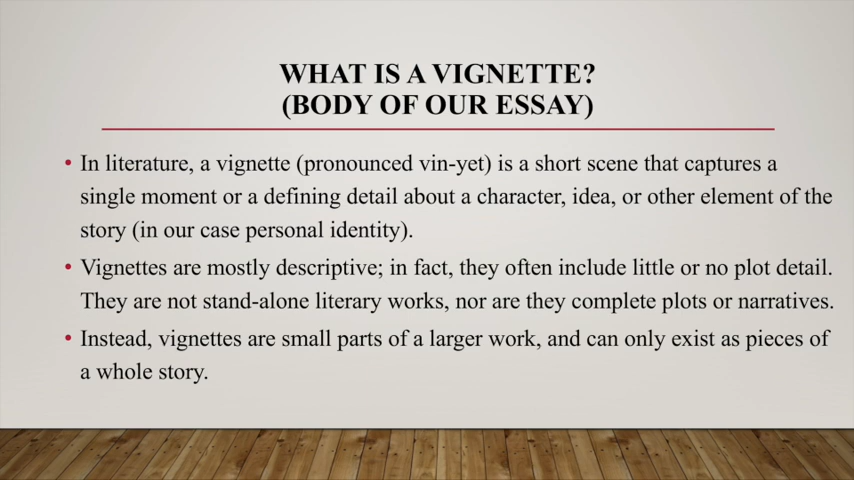 WHAT IS A VIGNETTE?
(BODY OF OUR ESSAY)
• In literature, a vignette (pronounced vin-yet) is a short scene that captures a
single moment or a defining detail about a character, idea, or other element of the
story (in our case personal identity).
• Vignettes are mostly descriptive; in fact, they often include little or no plot detail.
They are not stand-alone literary works, nor are they complete plots or narratives.
• Instead, vignettes are small parts of a larger work, and can only exist as pieces of
a whole story.